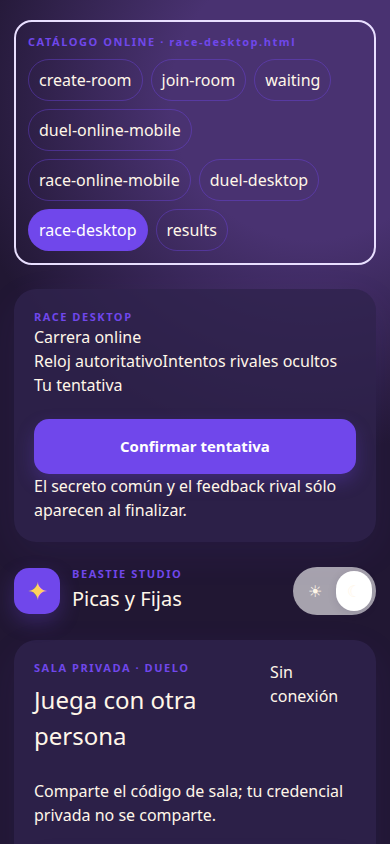 CATÁLOGO ONLINE · race-desktop.html
create-room
join-room
waiting
duel-online-mobile
race-online-mobile
duel-desktop
race-desktop
results
RACE DESKTOP
Carrera online
Reloj autoritativoIntentos rivales ocultos
Tu tentativa
Confirmar tentativa
El secreto común y el feedback rival sólo
aparecen al finalizar.
BEASTIE STUDIO
Picas y Fijas
SALA PRIVADA · DUELO
Juega con otra
persona
Sin
conexión
Comparte el código de sala; tu credencial
privada no se comparte.